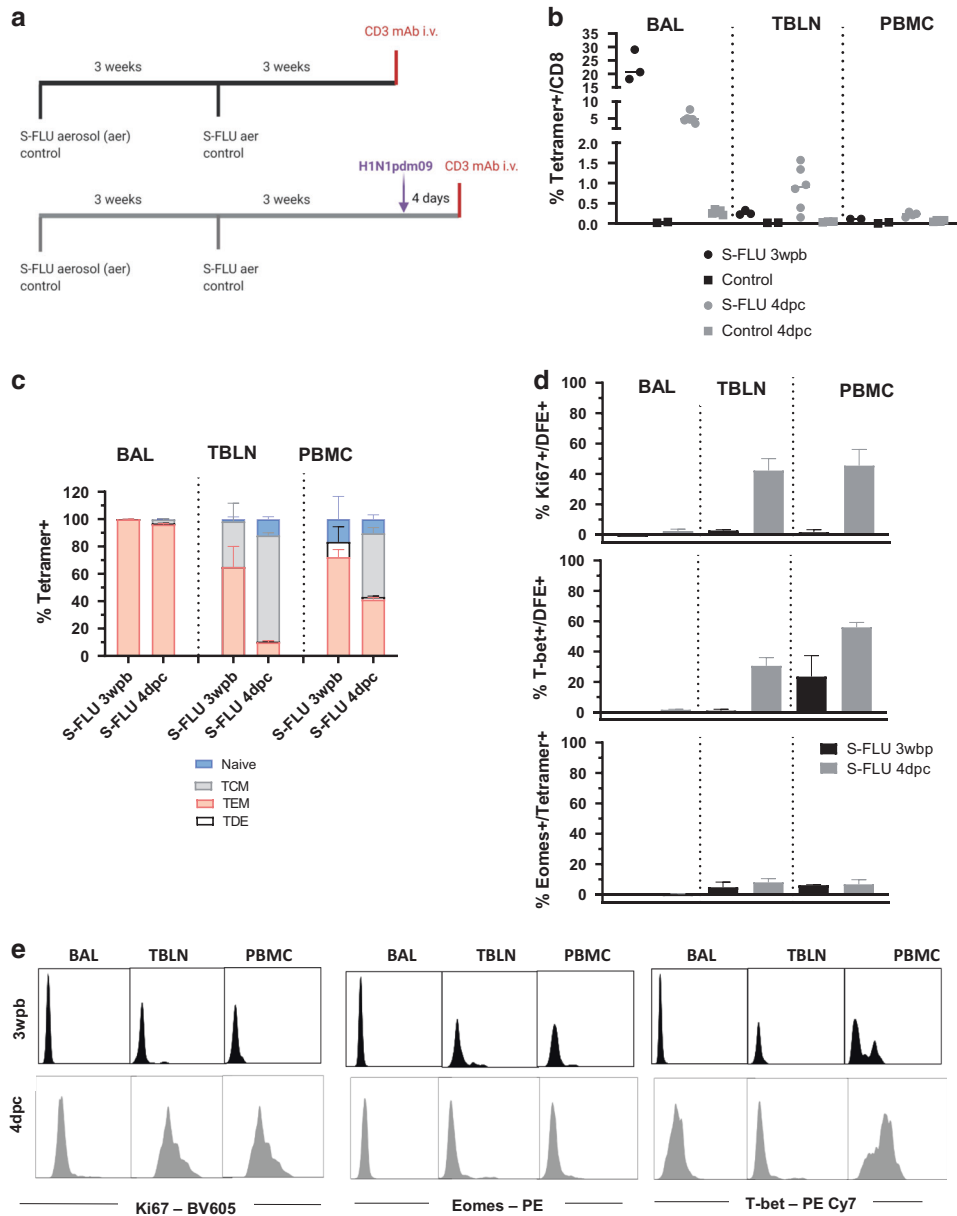 a
CD3 mAb i.v.
3 weeks
3 weeks
S-FLU aerosol (aer)
control
S-FLU aer
control
H1N1pdm09
CD3 mAb i.v.
3 weeks
3 weeks
4 days
S-FLU aerosol (aer)
control
S-FLU aer
control
b
BAL
TBLN
PBMC
% Tetramer+/CD8
35
30
25
20
15
10
5
2.0
1.5
1.0
0.5
0.0
S-FLU 3wpb
Control
S-FLU 4dpc
Control 4dpc
c
BAL
TBLN
PBMC
% Tetramer+
120
100
80
60
40
20
0
S-FLU 3wpb
S-FLU 4dpc
S-FLU 3wpb
S-FLU 4dpc
S-FLU 3wpb
S-FLU 4dpc
Naive
TCM
TEM
TDE
d
BAL
TBLN
PBMC
% Ki67+/DFE+
100
80
60
40
20
0
% T-bet+/DFE+
100
80
60
40
20
0
% Eomes+/Tetramer+
100
80
60
40
20
0
S-FLU 3wbp
S-FLU 4dpc
e
BAL
TBLN
PBMC
BAL
TBLN
PBMC
BAL
TBLN
PBMC
3wpb
4dpc
Ki67 – BV605
Eomes – PE
T-bet – PE Cy7